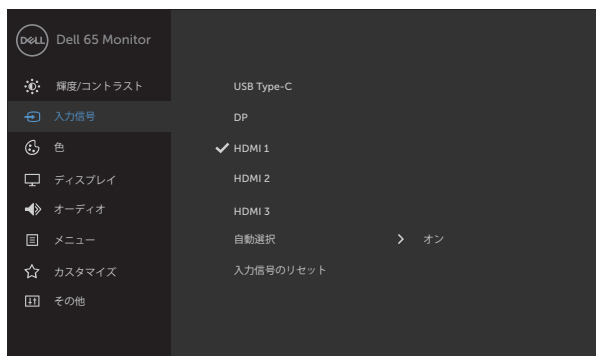 DELL Dell 65 Monitor
輝度/コントラスト
入力信号
色
ディスプレイ
オーディオ
メニュー
カスタマイズ
その他
USB Type-C
DP
HDMI 1
HDMI 2
HDMI 3
自動選択 オン
入力信号のリセット